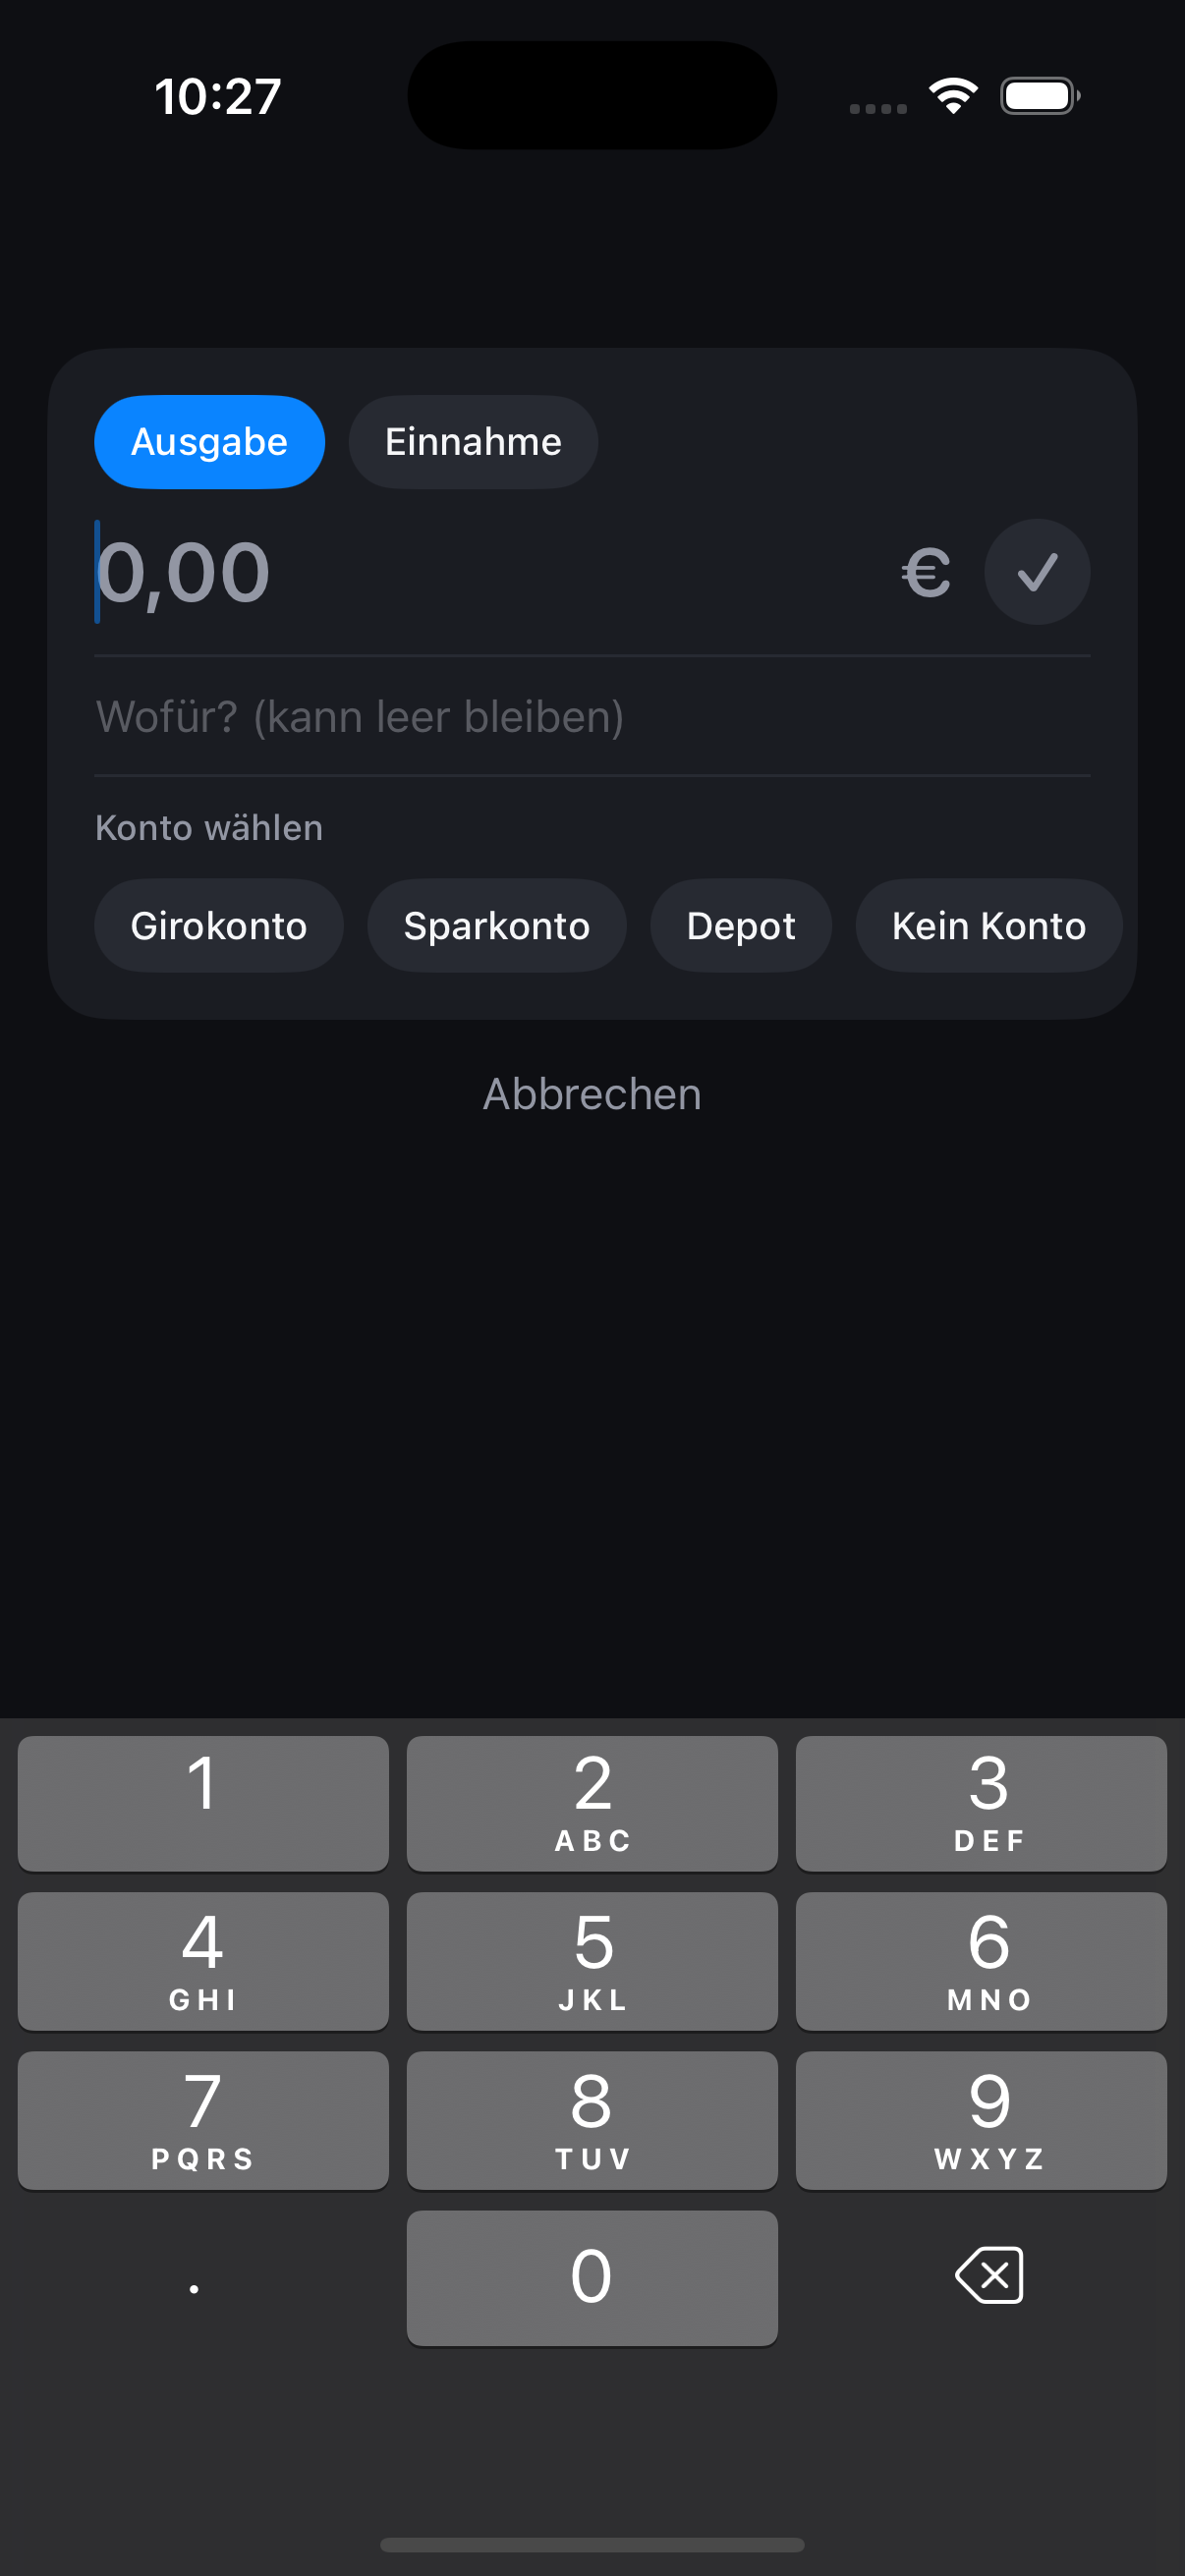 10:27
Ausgabe Einnahme
0,00 €
Wofür? (kann leer bleiben)
Konto wählen
Girokonto Sparkonto Depot Kein Konto
Abbrechen
1 2 3
ABC DEF
4 5 6
GHI JKL MNO
7 8 9
PQRS TUV WXYZ
. 0